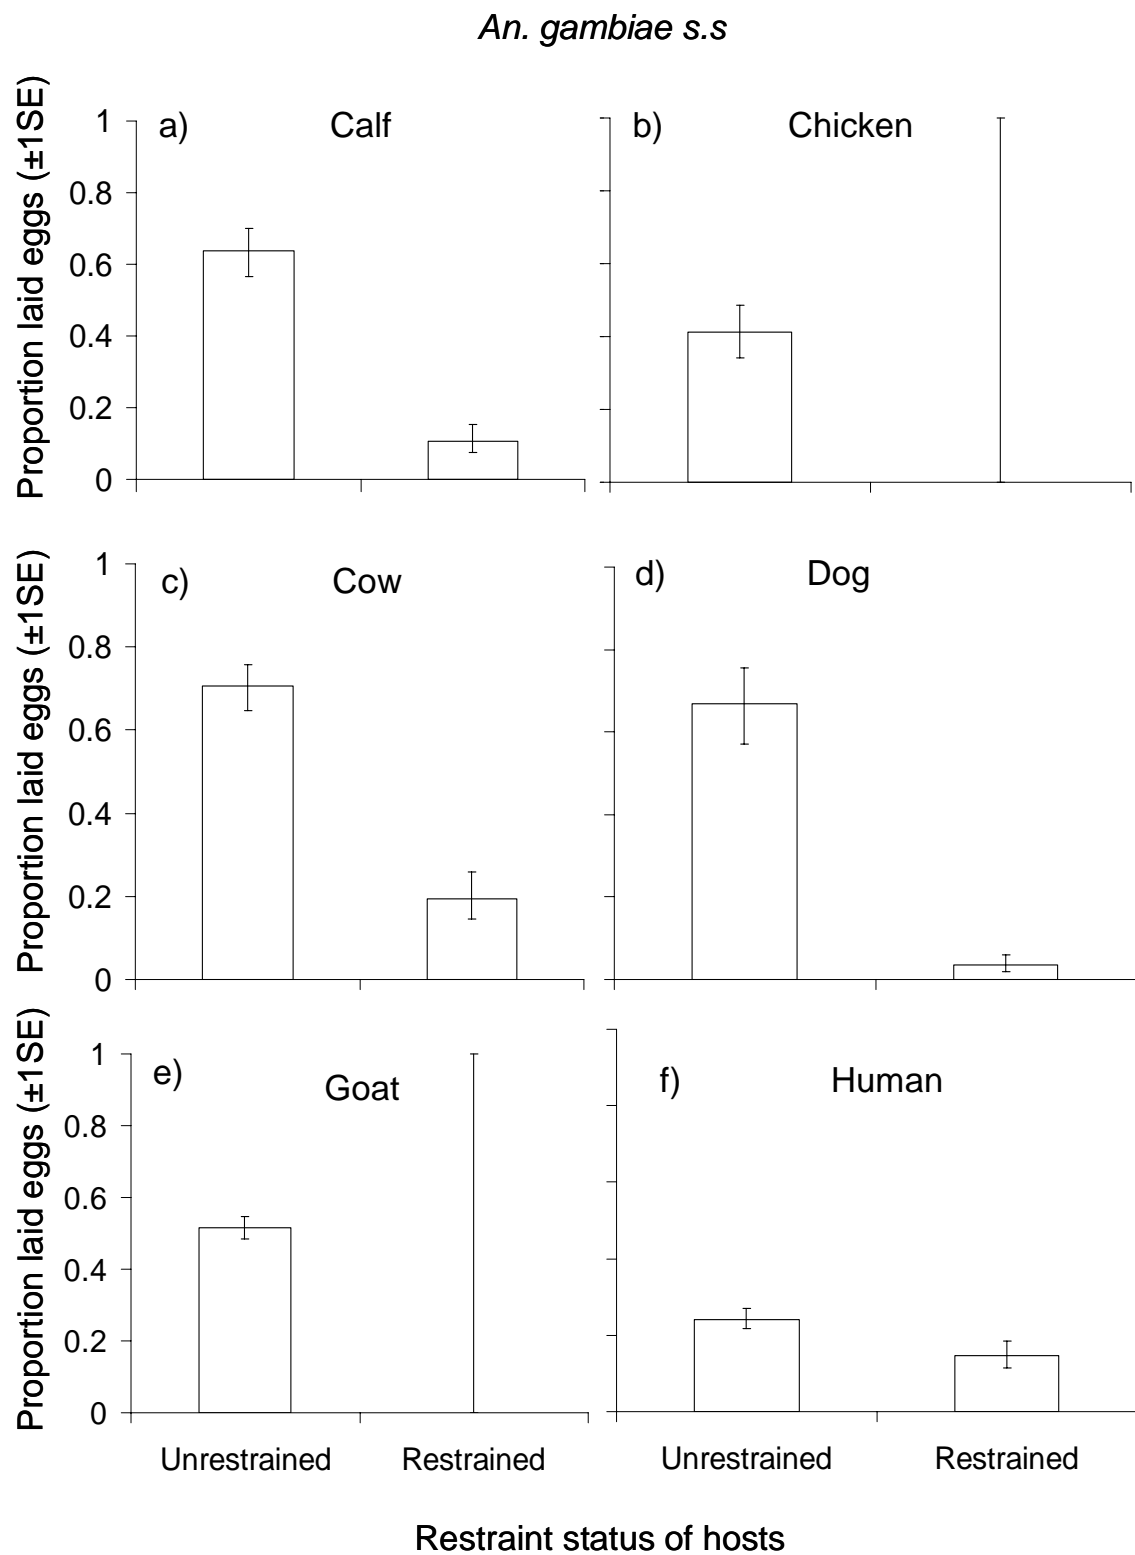 An. gambiae s.s
Proportion laid eggs (±1SE)
1
0.8
0.6
0.4
0.2
0
a)
Calf
b)
Chicken
Proportion laid eggs (±1SE)
1
0.8
0.6
0.4
0.2
0
c)
Cow
d)
Dog
Proportion laid eggs (±1SE)
1
0.8
0.6
0.4
0.2
0
e)
Goat
f)
Human
Unrestrained Restrained Unrestrained Restrained
Restraint status of hosts